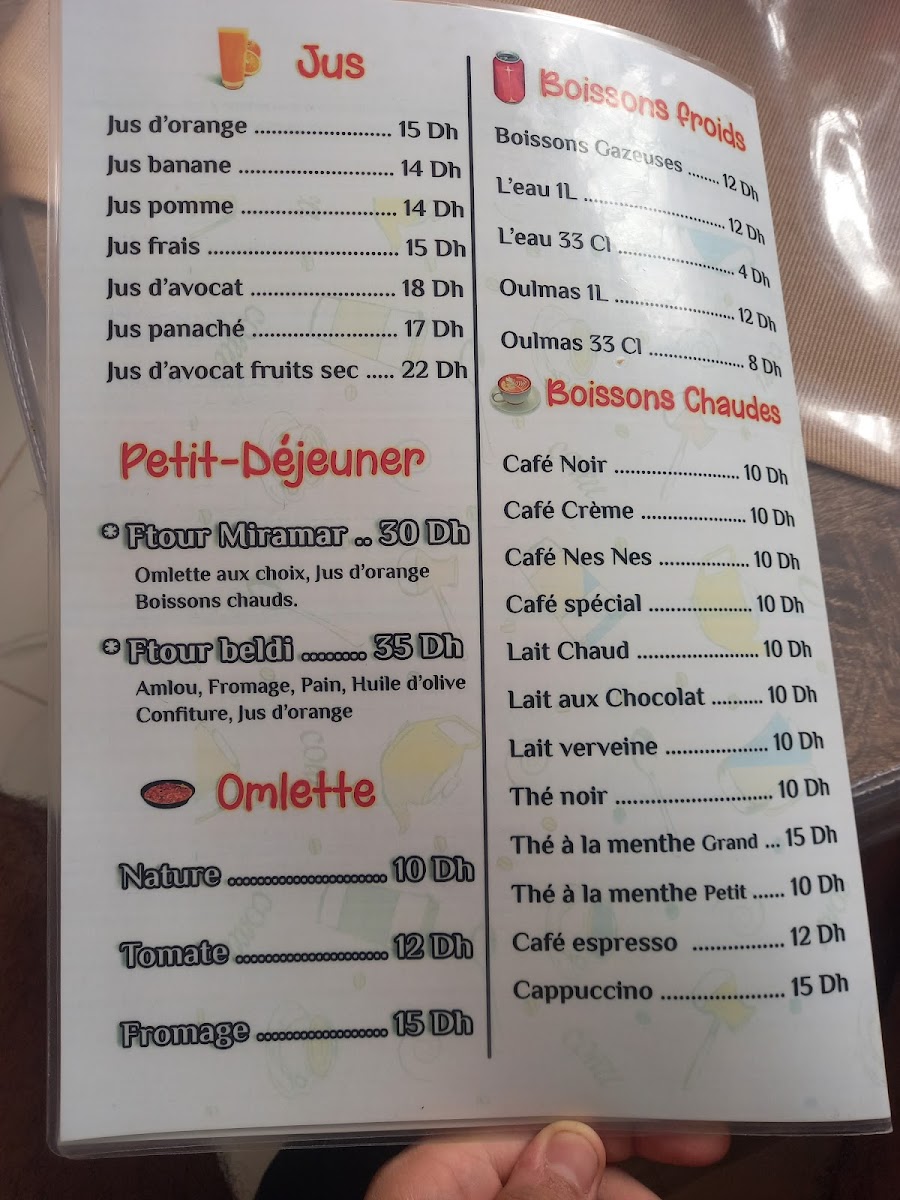 Jus
Jus d'orange ........................ 15 Dh
Jus banane ........................... 14 Dh
Jus pomme ........................... 14 Dh
Jus frais ................................. 15 Dh
Jus d'avocat ......................... 18 Dh
Jus panaché ......................... 17 Dh
Jus d'avocat fruits sec ..... 22 Dh
Petit-Déjeuner
* Ftour Miramar .. 30 Dh
Omlette aux choix, Jus d'orange
Boissons chauds.
* Ftour beldi ......... 35 Dh
Amlou, Fromage, Pain, Huile d'olive
Confiture, Jus d'orange
Omlette
Nature ........................ 10 Dh
Tomate ....................... 12 Dh
Fromage .................... 15 Dh
Boissons froids
Boissons Gazeuses ....... 12 Dh
L'eau 1L .......................... 12 Dh
L'eau 33 Cl ..................... 4 Dh
Oulmas 1L ...................... 12 Dh
Oulmas 33 Cl ................. 8 Dh
Boissons Chaudes
Café Noir ....................... 10 Dh
Café Crème ................... 10 Dh
Café Nes Nes ................ 10 Dh
Café spécial ................... 10 Dh
Lait Chaud ...................... 10 Dh
Lait aux Chocolat .......... 10 Dh
Lait verveine ................... 10 Dh
Thé noir ............................ 10 Dh
Thé à la menthe Grand ... 15 Dh
Thé à la menthe Petit ...... 10 Dh
Café espresso ................ 12 Dh
Cappuccino ...................... 15 Dh